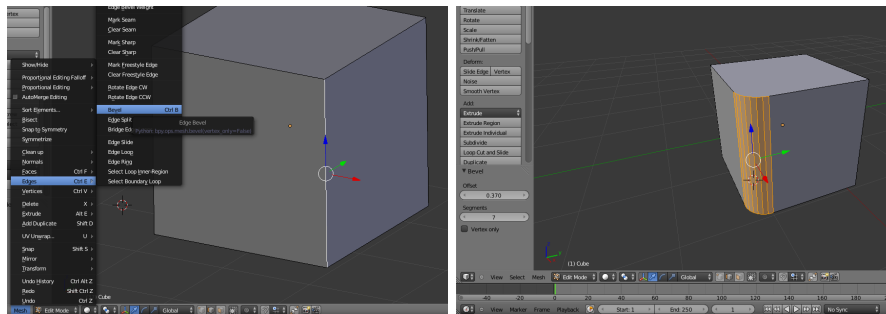 rtex
Show/Hide
Proportional Editing Falloff
Proportional Editing
AutoMerge Editing
Sort Elements...
Bisect
Snap to Symmetry
Symmetrize
Clean up
Normals
Faces Ctrl F
Edges Ctrl E
Vertices Ctrl V
Delete X
Extrude Alt E
Add Duplicate Shift D
UV Unwrap... U
Snap Shift S
Mirror
Transform
Undo History Ctrl Alt Z
Redo Shift Ctrl Z
Undo Ctrl Z
Mesh Edit Mode Global
Edge Bevel Weight
Mark Seam
Clear Seam
Mark Sharp
Clear Sharp
Mark Freestyle Edge
Clear Freestyle Edge
Rotate Edge CW
Rotate Edge CCW
Bevel Ctrl B
Edge Split
Bridge Ed
Edge Slide
Edge Loop
Edge Ring
Select Loop Inner-Region
Select Boundary Loop
Edge Bevel
Python: bpy.ops.mesh.bevel(vertex_only=False)
Cube
Translate
Rotate
Scale
Shrink/Fatten
Push/Pull
Deform:
Slide Edge Vertex
Noise
Smooth Vertex
Add:
Extrude
Extrude Region
Extrude Individual
Subdivide
Loop Cut and Slide
Duplicate
Bevel
Offset
0.370
Segments
7
Vertex only
(1) Cube
View Select Mesh Edit Mode Global
-40 -20 0 20 40 60 80 100 120 140 160 180
View Marker Frame Playback Start: 1 End: 250 1 No Sync